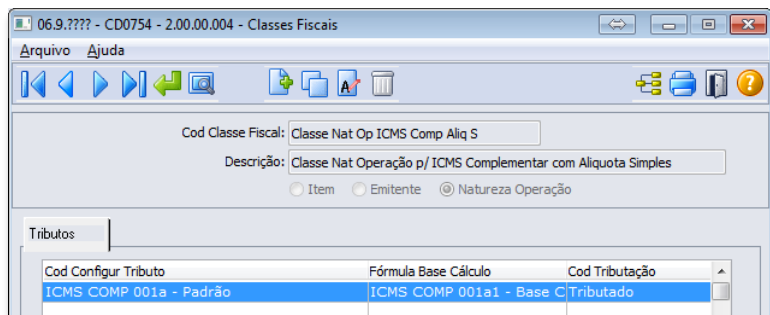 06.9.???? - CD0754 - 2.00.00.004 - Classes Fiscais
Arquivo Ajuda
Cod Classe Fiscal: Classe Nat Op ICMS Comp Aliq S
Descrição: Classe Nat Operação p/ ICMS Complementar com Aliquota Simples
Item Emitente Natureza Operação
Tributos
Cod Configur Tributo Fórmula Base Cálculo Cod Tributação
ICMS COMP 001a - Padrão ICMS COMP 001a1 - Base C Tributado